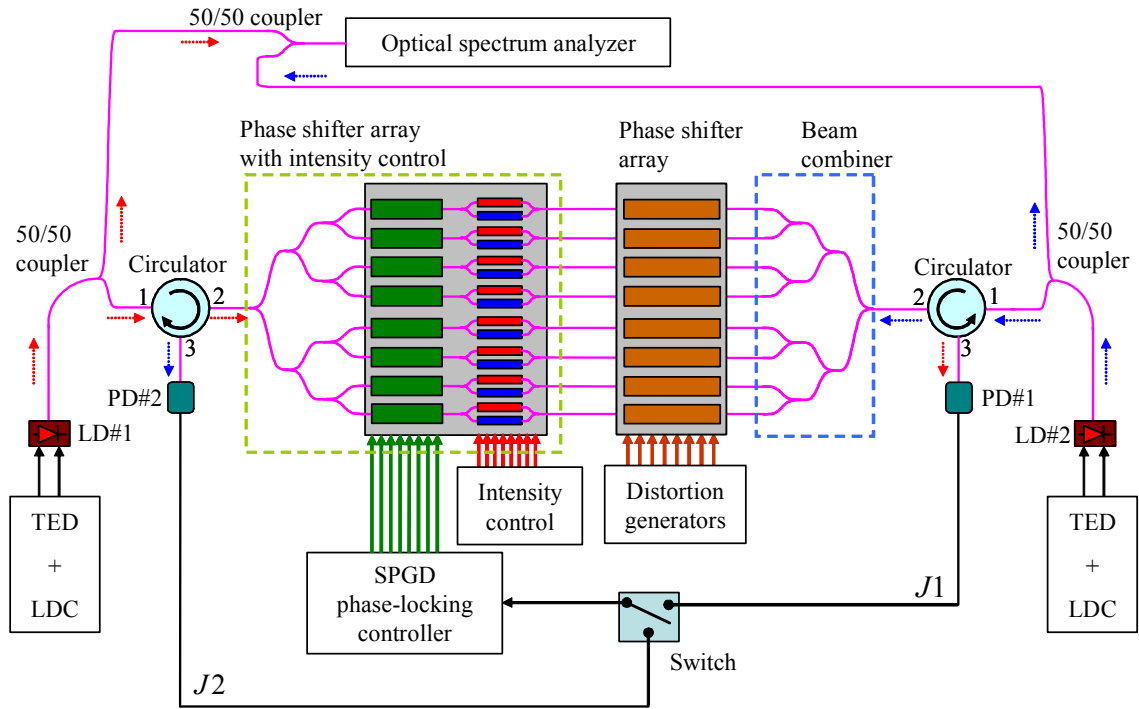 50/50 coupler
Optical spectrum analyzer
Phase shifter array
with intensity control
Phase shifter
array
Beam
combiner
50/50
coupler
Circulator
1
2
3
PD#2
LD#1
TED
+
LDC
50/50
coupler
Circulator
2
1
3
PD#1
LD#2
TED
+
LDC
Intensity
control
Distortion
generators
SPGD
phase-locking
controller
J1
Switch
J2